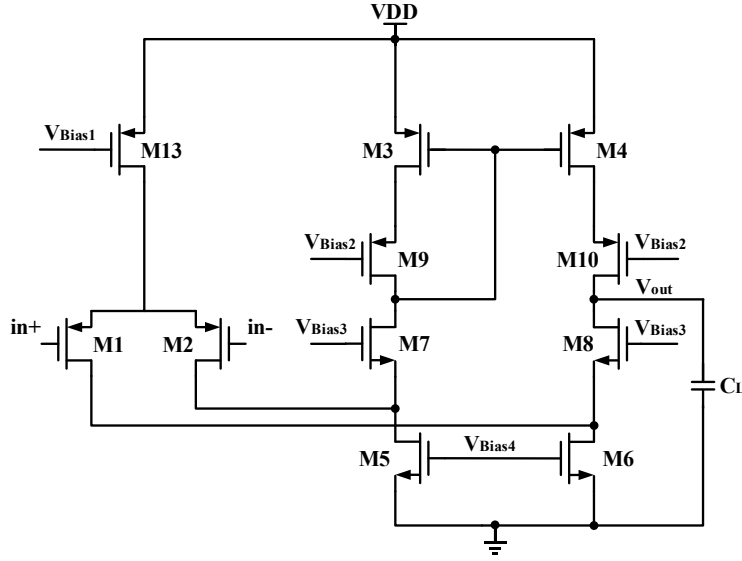 VDD
VBias1
M13
M3
M4
VBias2
M9
M10
VBias2
Vout
in+
M1
M2
in-
VBias3
M7
M8
VBias3
CL
M5
VBias4
M6